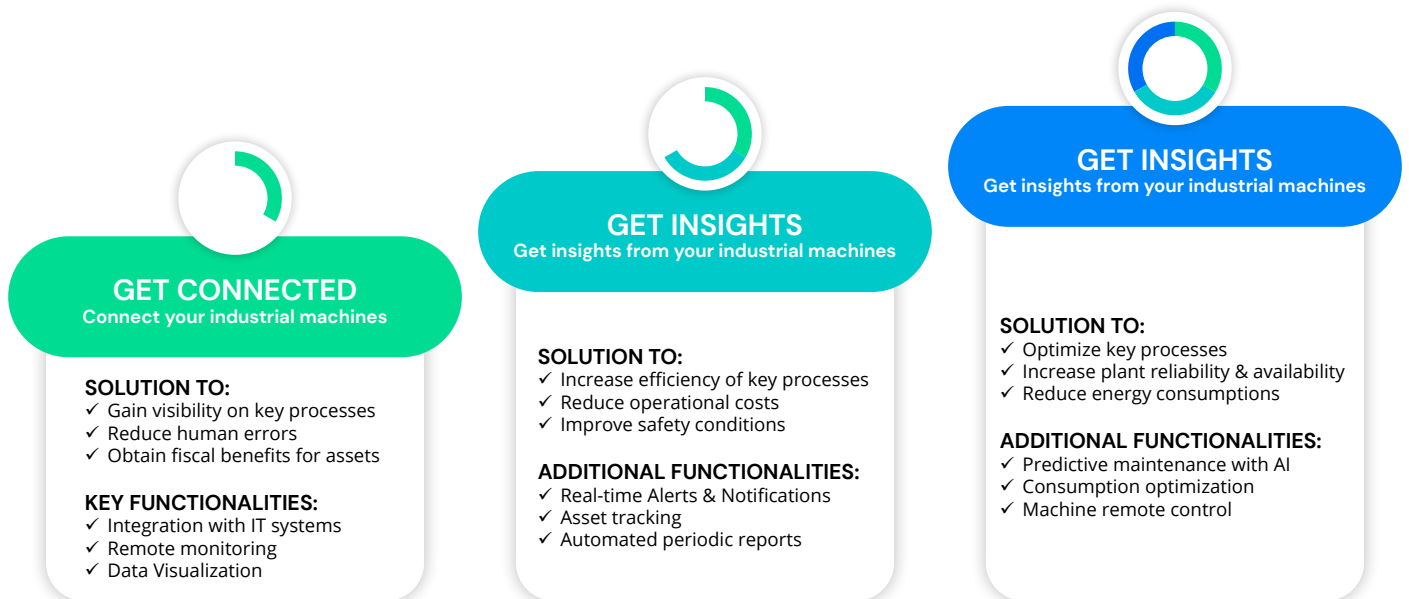 GET CONNECTED
Connect your industrial machines
SOLUTION TO:
✓ Gain visibility on key processes
✓ Reduce human errors
✓ Obtain fiscal benefits for assets
KEY FUNCTIONALITIES:
✓ Integration with IT systems
✓ Remote monitoring
✓ Data Visualization
GET INSIGHTS
Get insights from your industrial machines
SOLUTION TO:
✓ Increase efficiency of key processes
✓ Reduce operational costs
✓ Improve safety conditions
ADDITIONAL FUNCTIONALITIES:
✓ Real-time Alerts & Notifications
✓ Asset tracking
✓ Automated periodic reports
GET INSIGHTS
Get insights from your industrial machines
SOLUTION TO:
✓ Optimize key processes
✓ Increase plant reliability & availability
✓ Reduce energy consumptions
ADDITIONAL FUNCTIONALITIES:
✓ Predictive maintenance with AI
✓ Consumption optimization
✓ Machine remote control